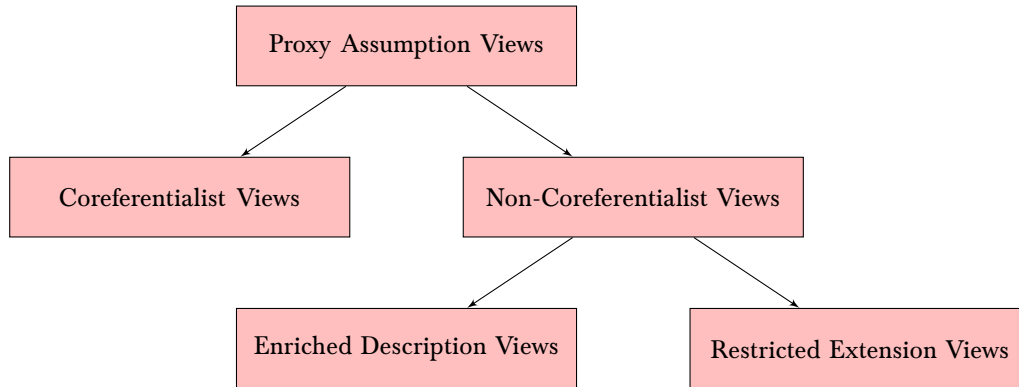 Proxy Assumption Views
Coreferentialist Views
Non-Coreferentialist Views
Enriched Description Views
Restricted Extension Views